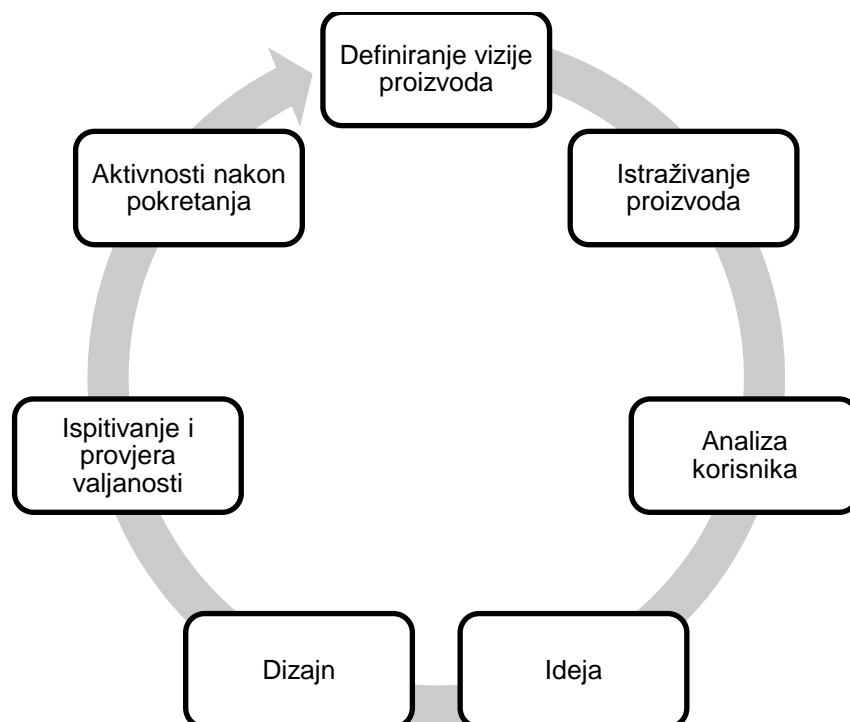 Definiranje vizije
proizvoda
Istraživanje
proizvoda
Analiza
korisnika
Ideja
Dizajn
Ispitivanje i
provjera
valjanosti
Aktivnosti nakon
pokretanja